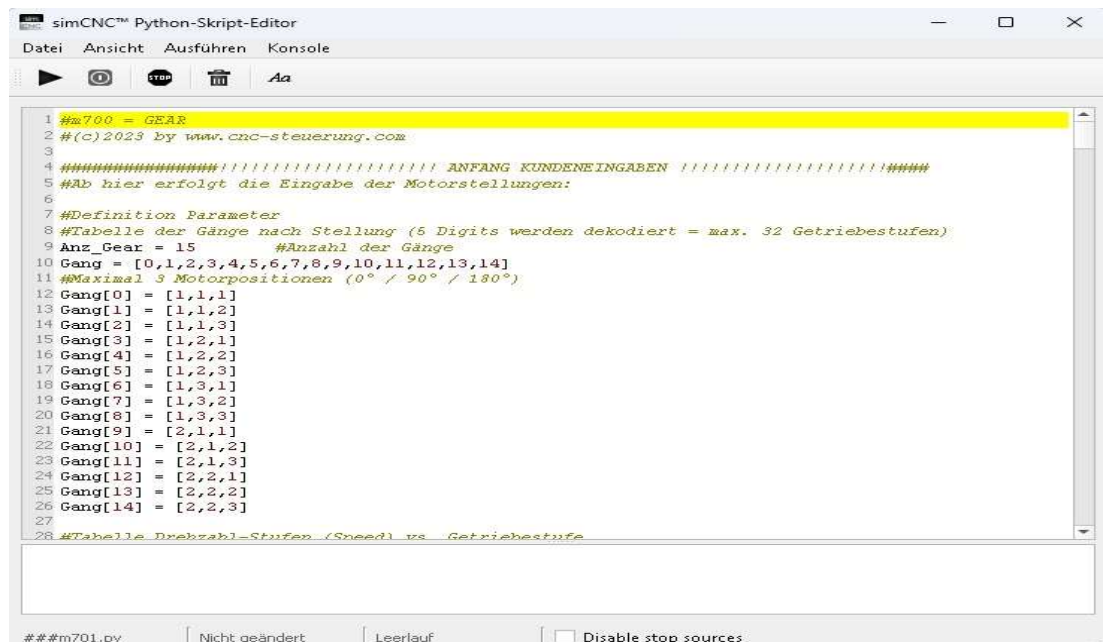 simCNC™ Python-Skript-Editor
Datei Ansicht Ausführen Konsole
STOP Aa
1 #m700 = GEAR
2 #(c)2023 by www.cnc-steuerung.com
3
4 ##################!!!!!!!!!!!!!!!!!!!!! ANFANG KUNDENEINGABEN !!!!!!!!!!!!!!!!!!!!####
5 #Ab hier erfolgt die Eingabe der Motorstellungen:
6
7 #Definition Parameter
8 #Tabelle der Gänge nach Stellung (5 Digits werden dekodiert = max. 32 Getriebestufen)
9 Anz_Gear = 15 #Anzahl der Gänge
10 Gang = [0,1,2,3,4,5,6,7,8,9,10,11,12,13,14]
11 #Maximal 3 Motorpositionen (0° / 90° / 180°)
12 Gang[0] = [1,1,1]
13 Gang[1] = [1,1,2]
14 Gang[2] = [1,1,3]
15 Gang[3] = [1,2,1]
16 Gang[4] = [1,2,2]
17 Gang[5] = [1,2,3]
18 Gang[6] = [1,3,1]
19 Gang[7] = [1,3,2]
20 Gang[8] = [1,3,3]
21 Gang[9] = [2,1,1]
22 Gang[10] = [2,1,2]
23 Gang[11] = [2,1,3]
24 Gang[12] = [2,2,1]
25 Gang[13] = [2,2,2]
26 Gang[14] = [2,2,3]
27
28 #Tabelle Drehzahl-Stufen (Speed) vs. Getriebestufe
###m701.py Nicht geändert Leerlauf Disable stop sources